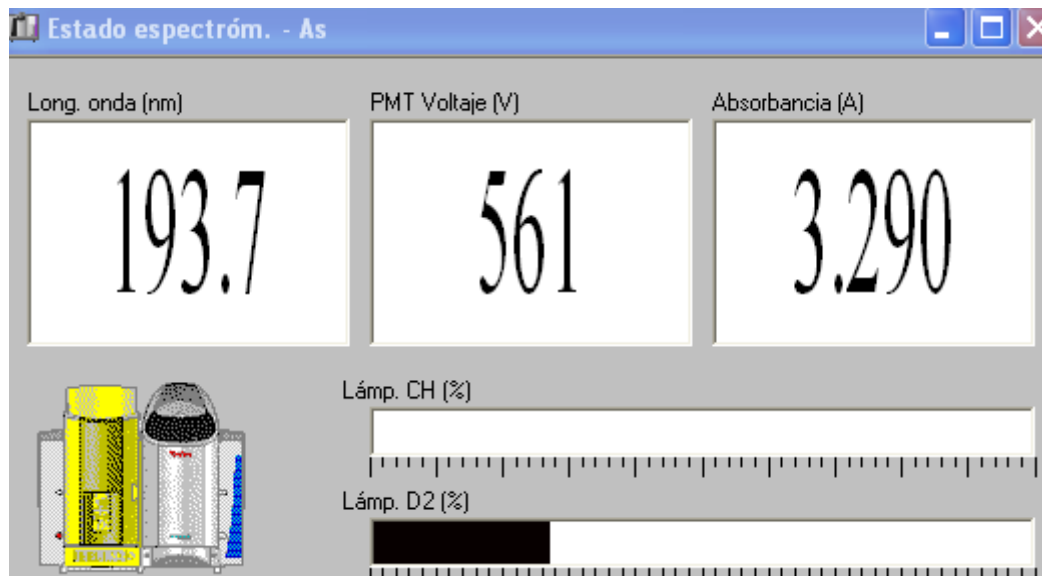 Estado espectróm. - As
Long. onda (nm) PMT Voltaje (V) Absorbancia (A)
193.7 561 3.290
Lámp. CH (%)
Lámp. D2 (%)